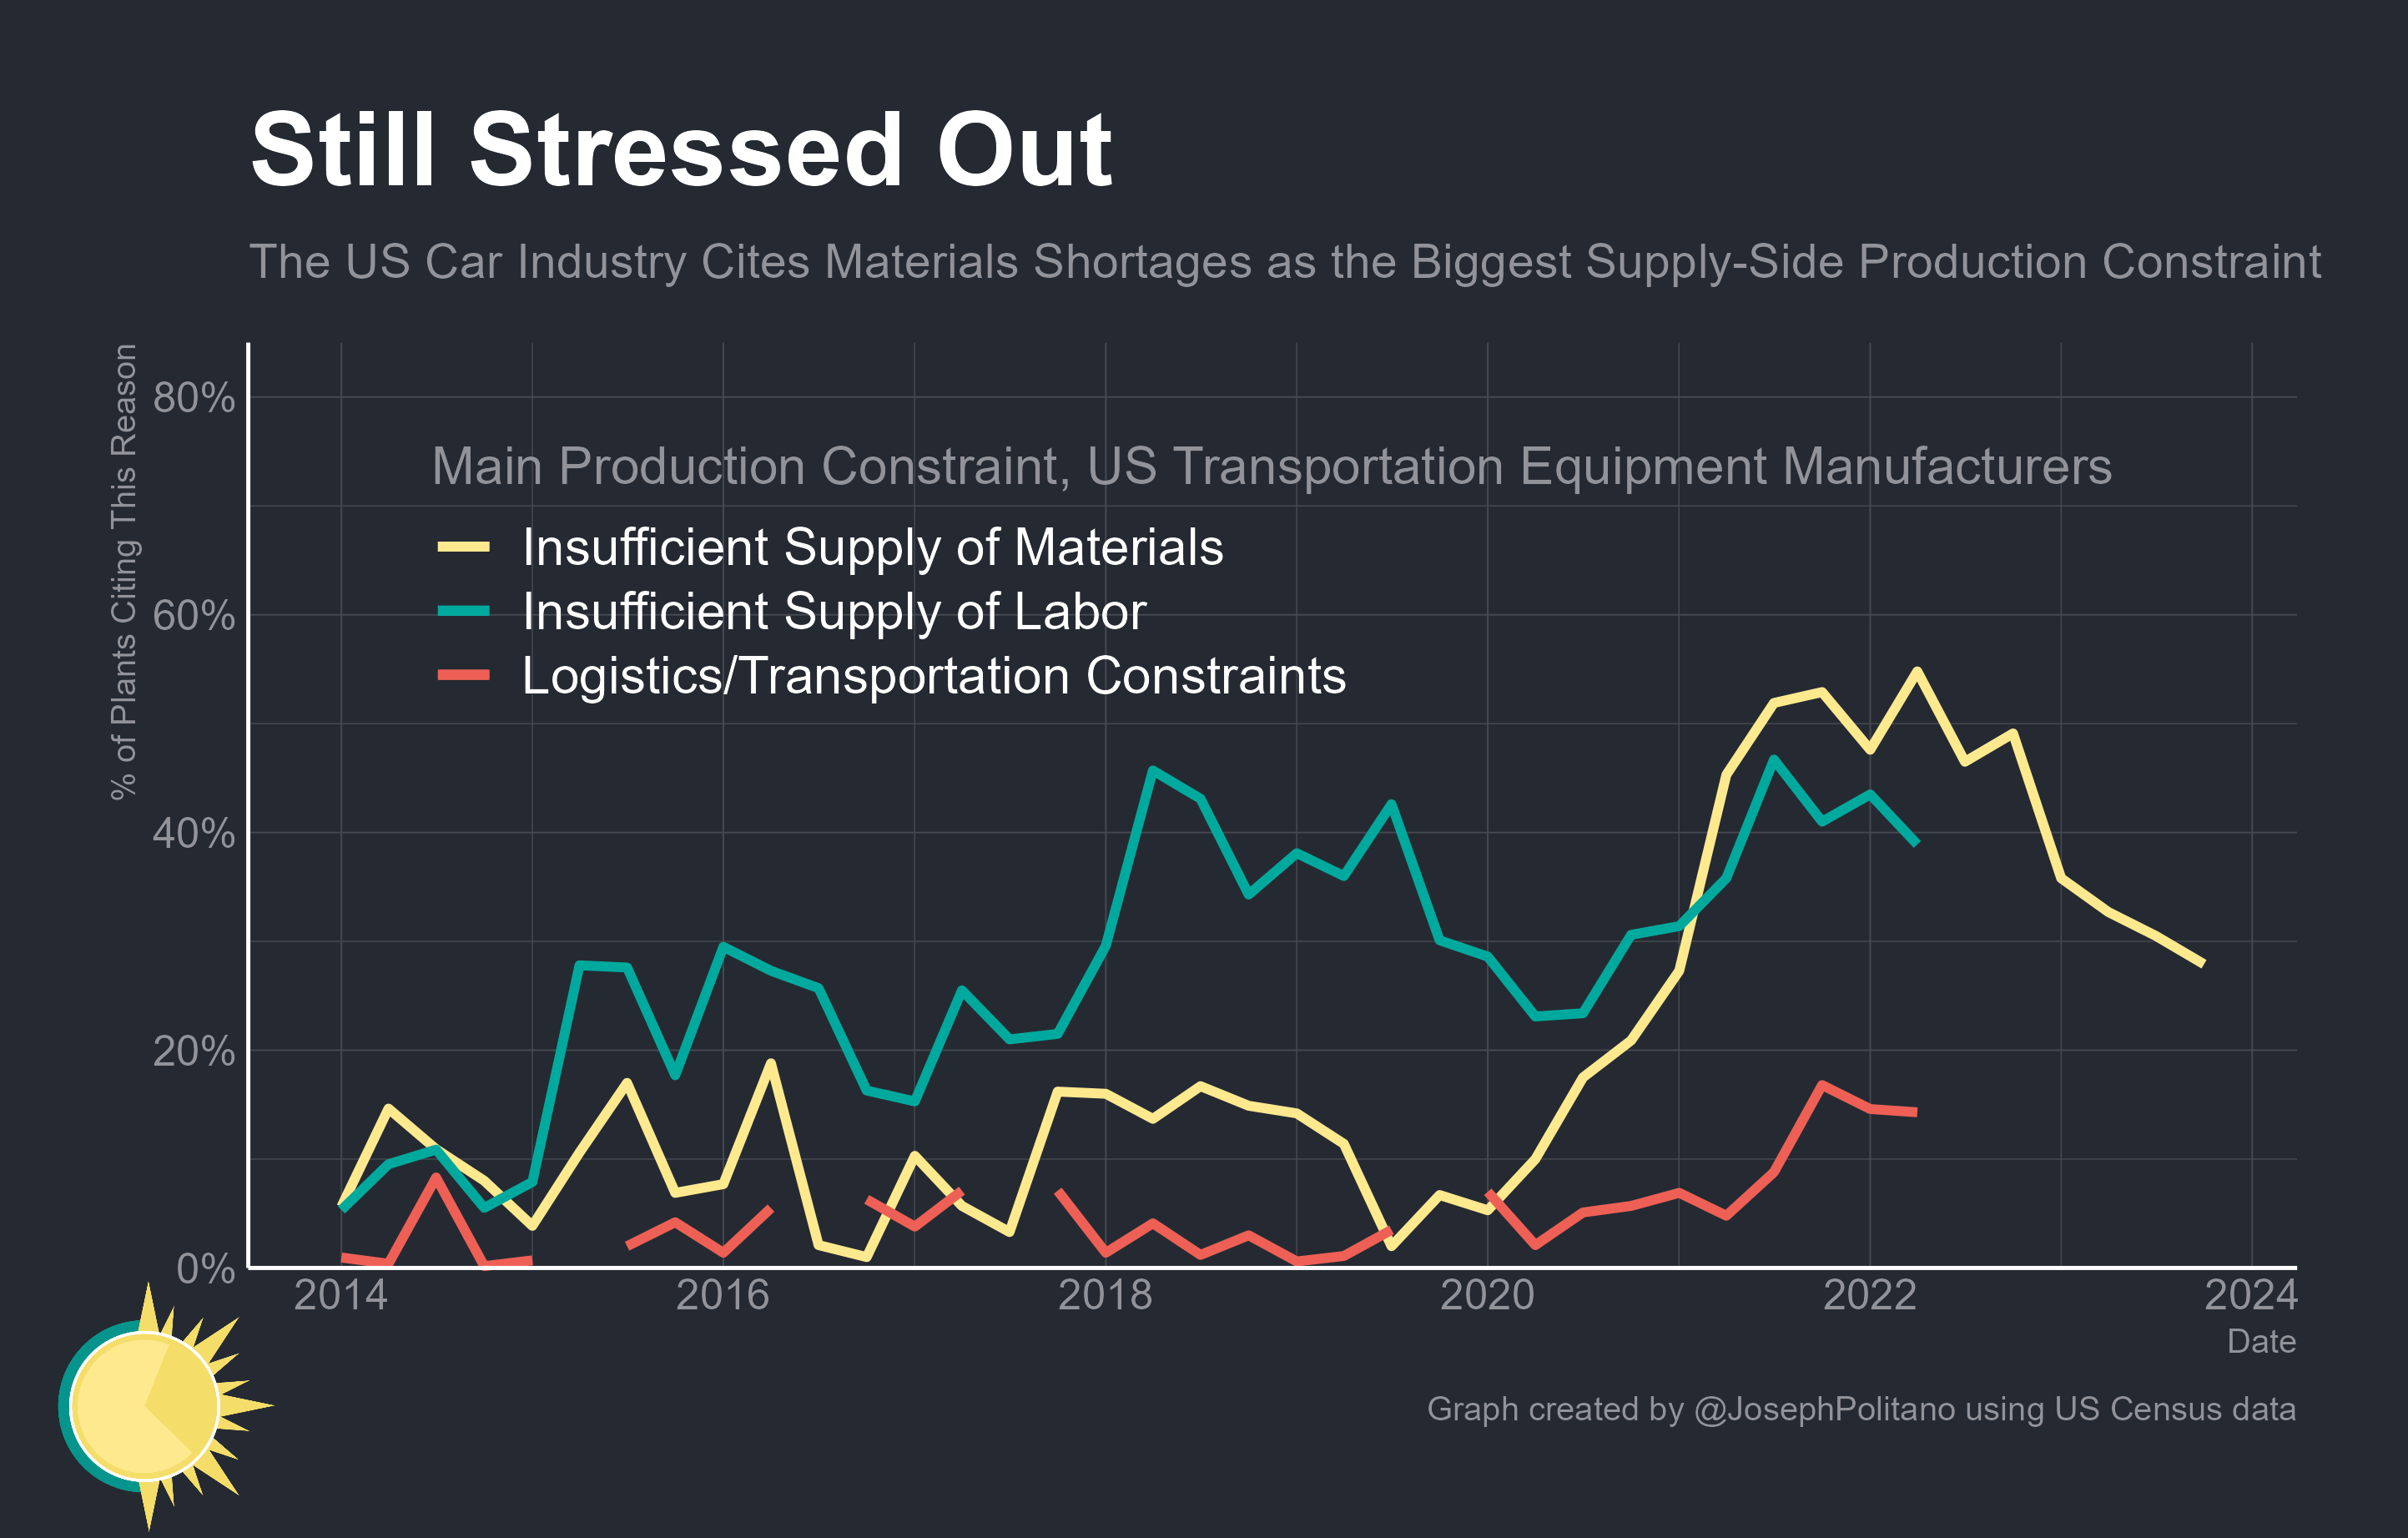 Still Stressed Out
The US Car Industry Cites Materials Shortages as the Biggest Supply-Side Production Constraint
% of Plants Citing This Reason
80%
60%
40%
20%
0%
Main Production Constraint, US Transportation Equipment Manufacturers
Insufficient Supply of Materials
Insufficient Supply of Labor
Logistics/Transportation Constraints
2014 2016 2018 2020 2022 2024
Date
Graph created by @JosephPolitano using US Census data